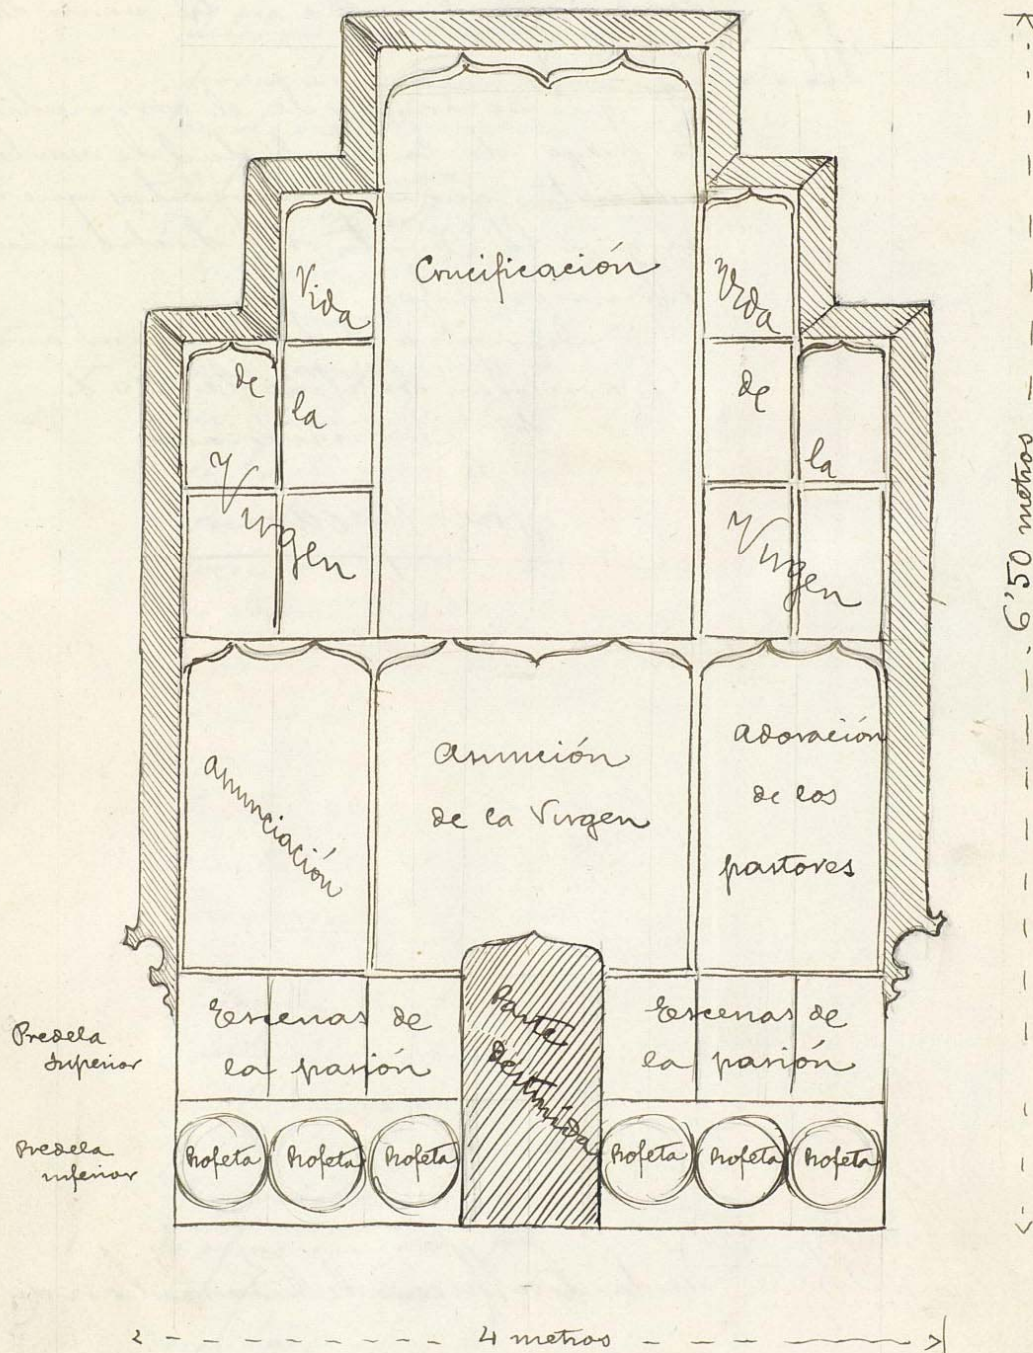 Crucificación
Vida
de la
Virgen
Vida
de
la
Virgen
6'50 metros
Anunciación
Asunción
de la Virgen
Adoración
de los
pastores
Predela
Superior
Escenas de
la pasión
Parte
destruida
Escenas de
la pasión
Predela
inferior
Profeta Profeta Profeta Profeta Profeta Profeta
4 metros